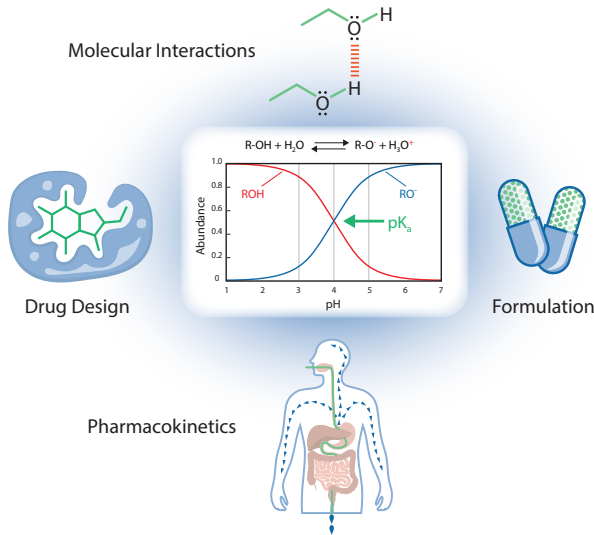 Molecular Interactions
O
H
O
H
R-OH + H₂O ⇌ R-O⁻ + H₃O⁺
1.0
0.8
0.6
0.4
0.2
0
Abundance
ROH
RO⁻
pKₐ
1 2 3 4 5 6 7
pH
Drug Design
Formulation
Pharmacokinetics